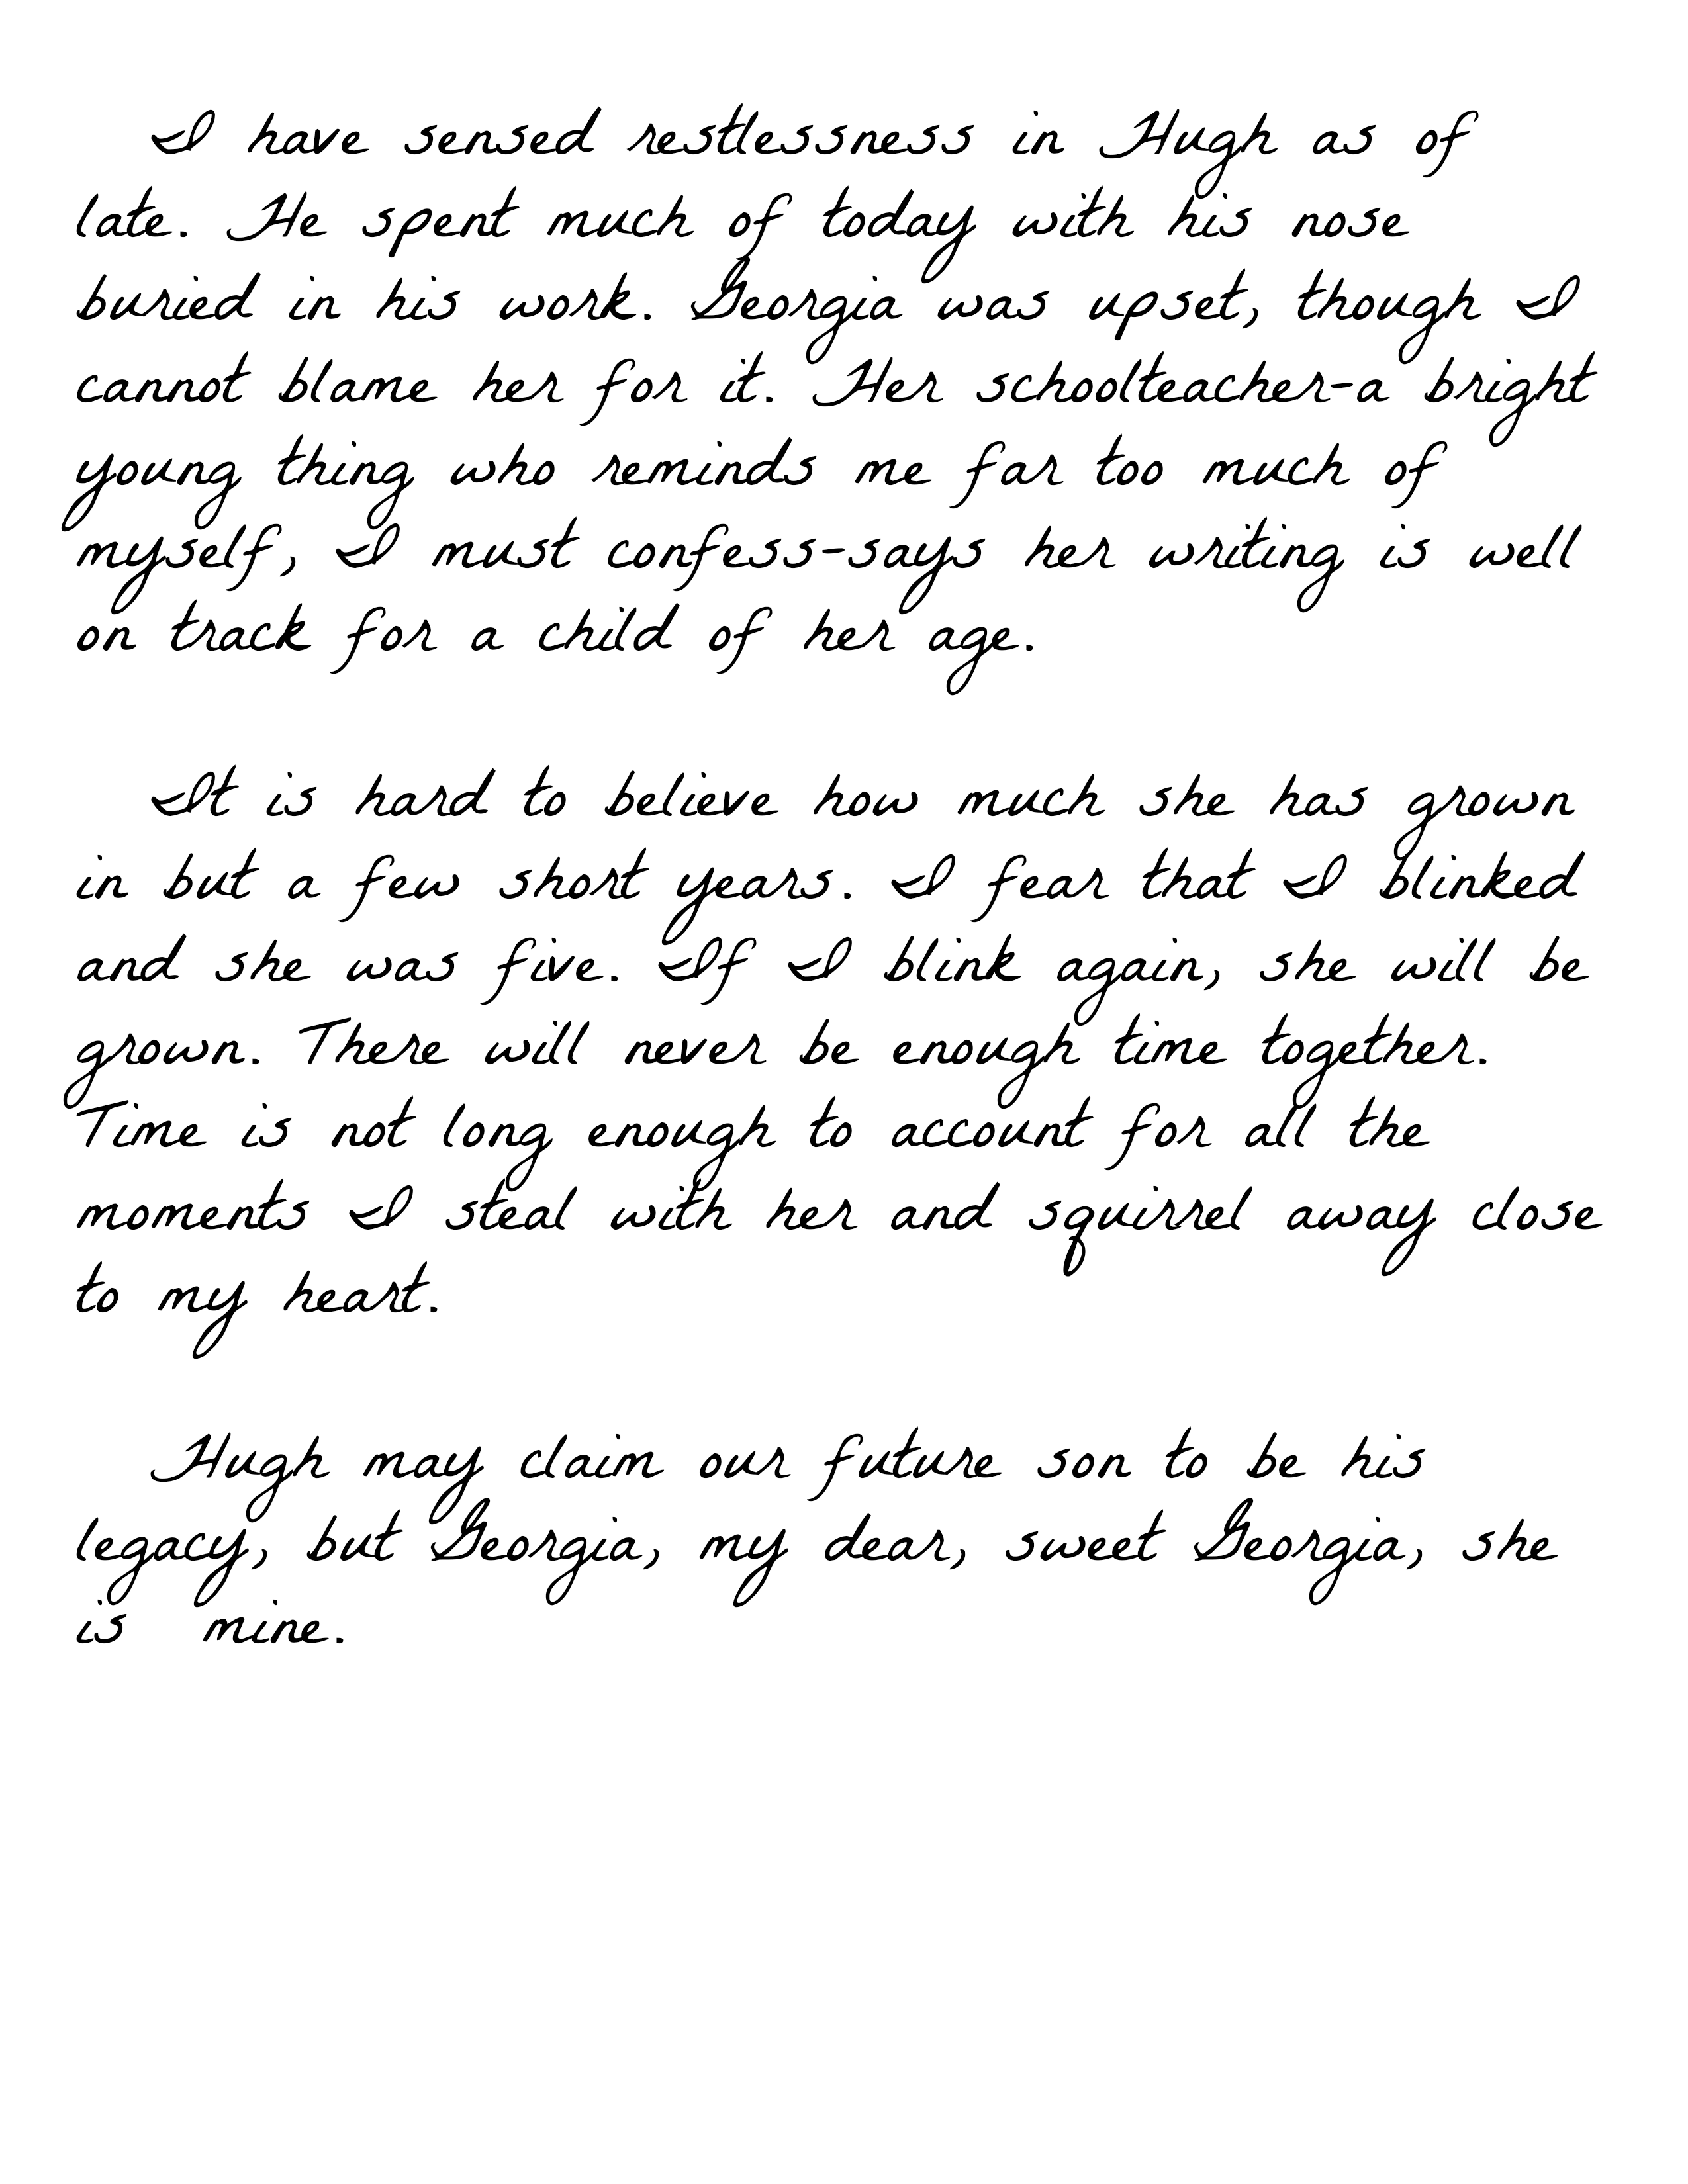 I have sensed restlessness in Hugh as of
late. He spent much of today with his nose
buried in his work. Georgia was upset, though I
cannot blame her for it. Her schoolteacher-a bright
young thing who reminds me far too much of
myself, I must confess-says her writing is well
on track for a child of her age.
It is hard to believe how much she has grown
in but a few short years. I fear that I blinked
and she was five. If I blink again, she will be
grown. There will never be enough time together.
Time is not long enough to account for all the
moments I steal with her and squirrel away close
to my heart.
Hugh may claim our future son to be his
legacy, but Georgia, my dear, sweet Georgia, she
is mine.